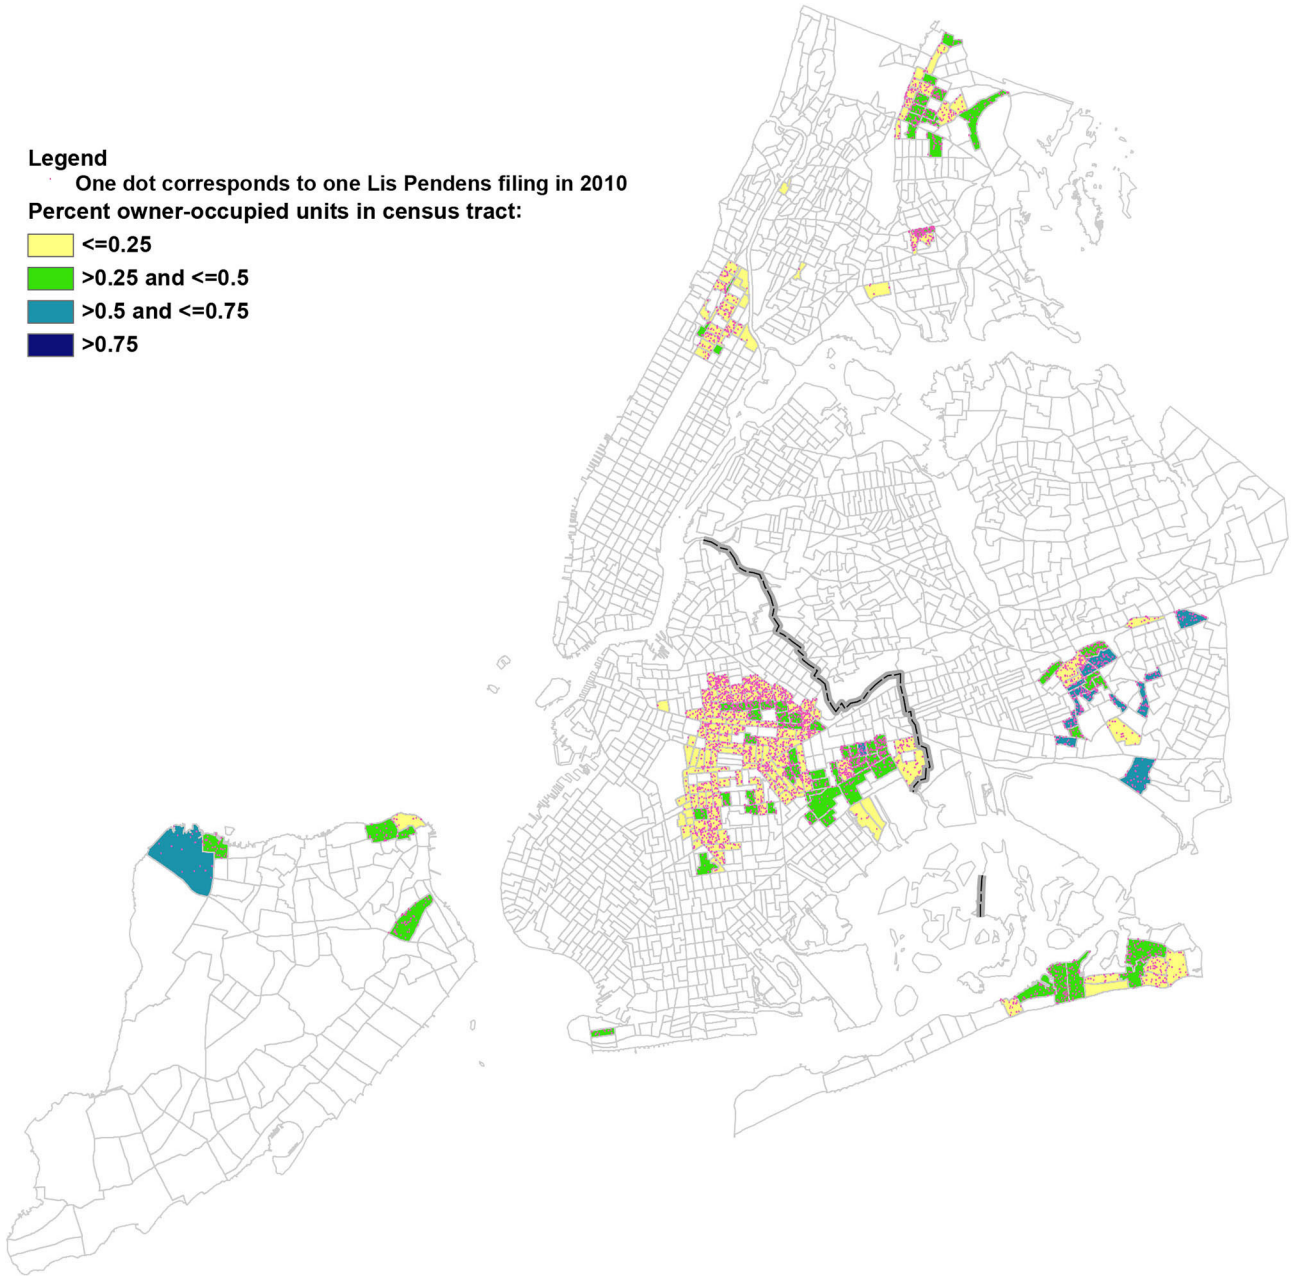 Legend
One dot corresponds to one Lis Pendens filing in 2010
Percent owner-occupied units in census tract:
<=0.25
>0.25 and <=0.5
>0.5 and <=0.75
>0.75